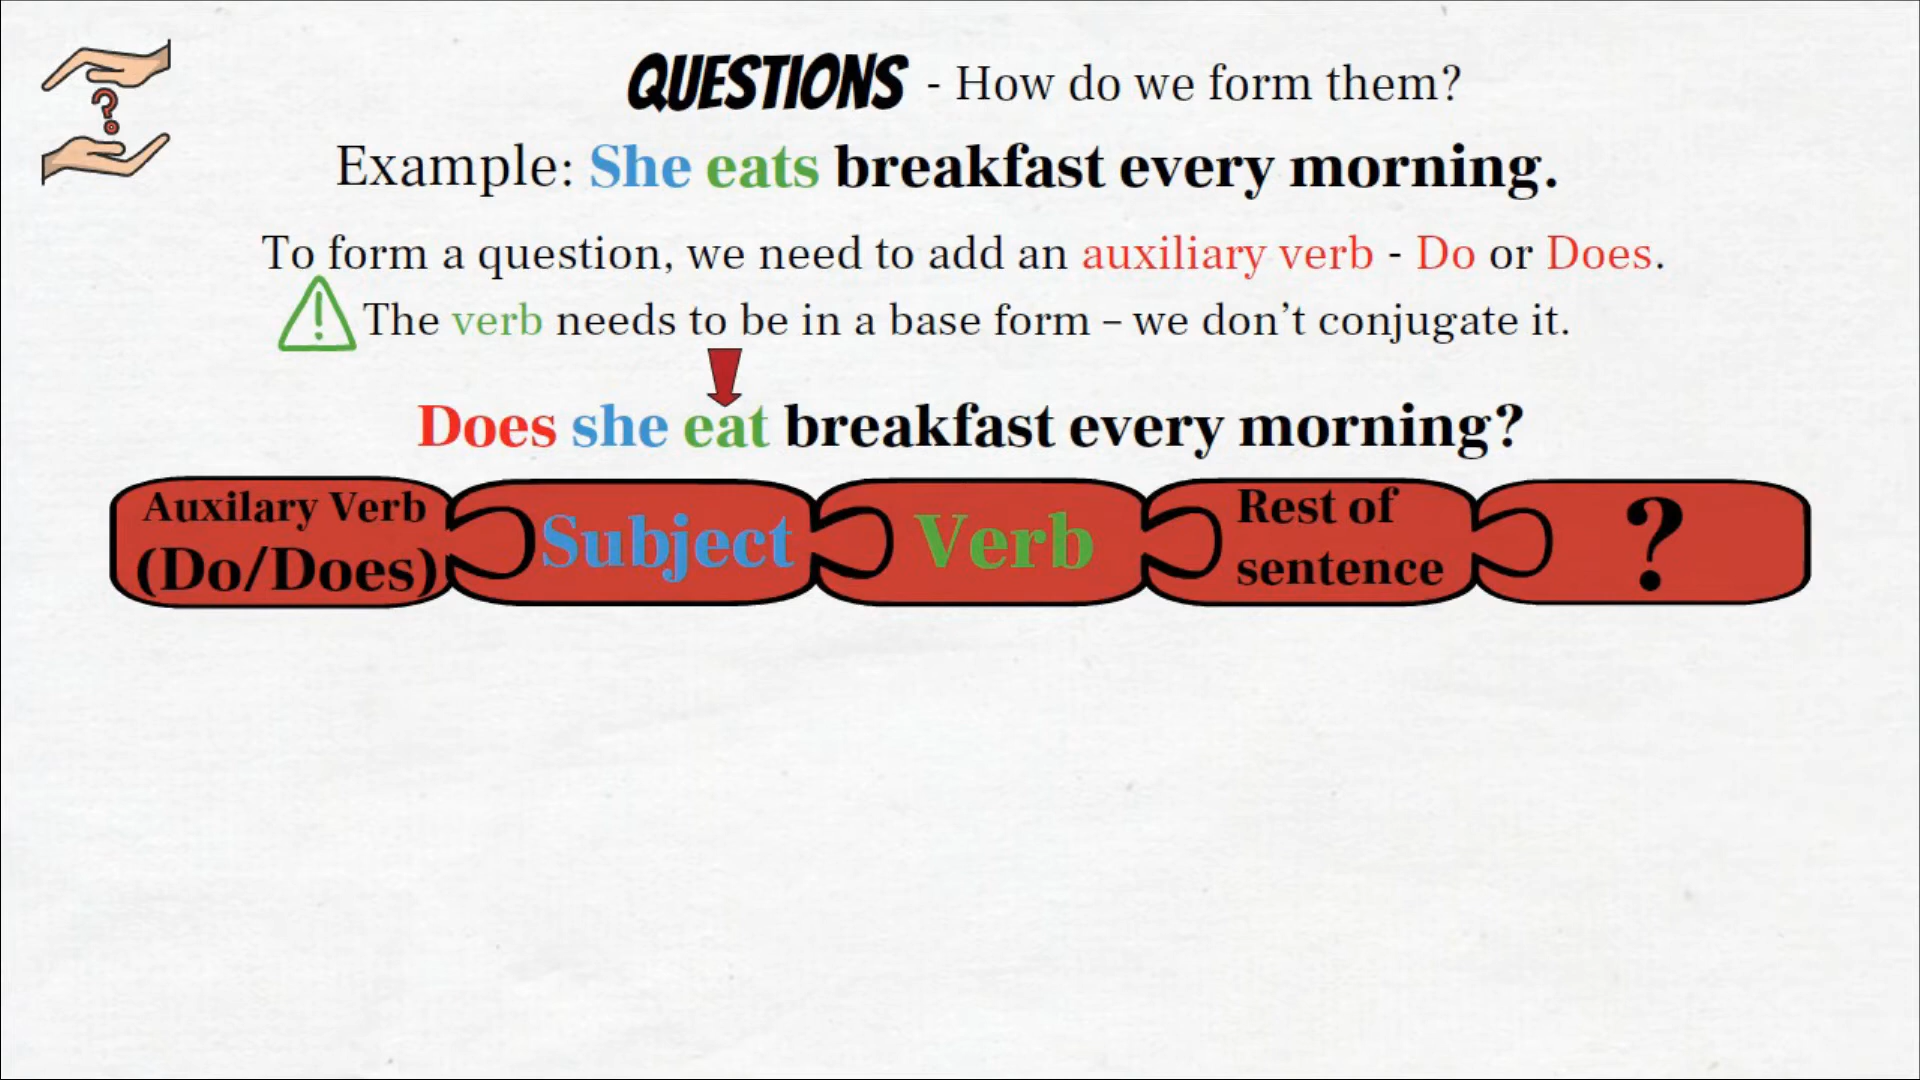 QUESTIONS - How do we form them?
Example: She eats breakfast every morning.
To form a question, we need to add an auxiliary verb - Do or Does.
The verb needs to be in a base form – we don't conjugate it.
Does she eat breakfast every morning?
Auxilary Verb
(Do/Does)
Subject
Verb
Rest of
sentence
?